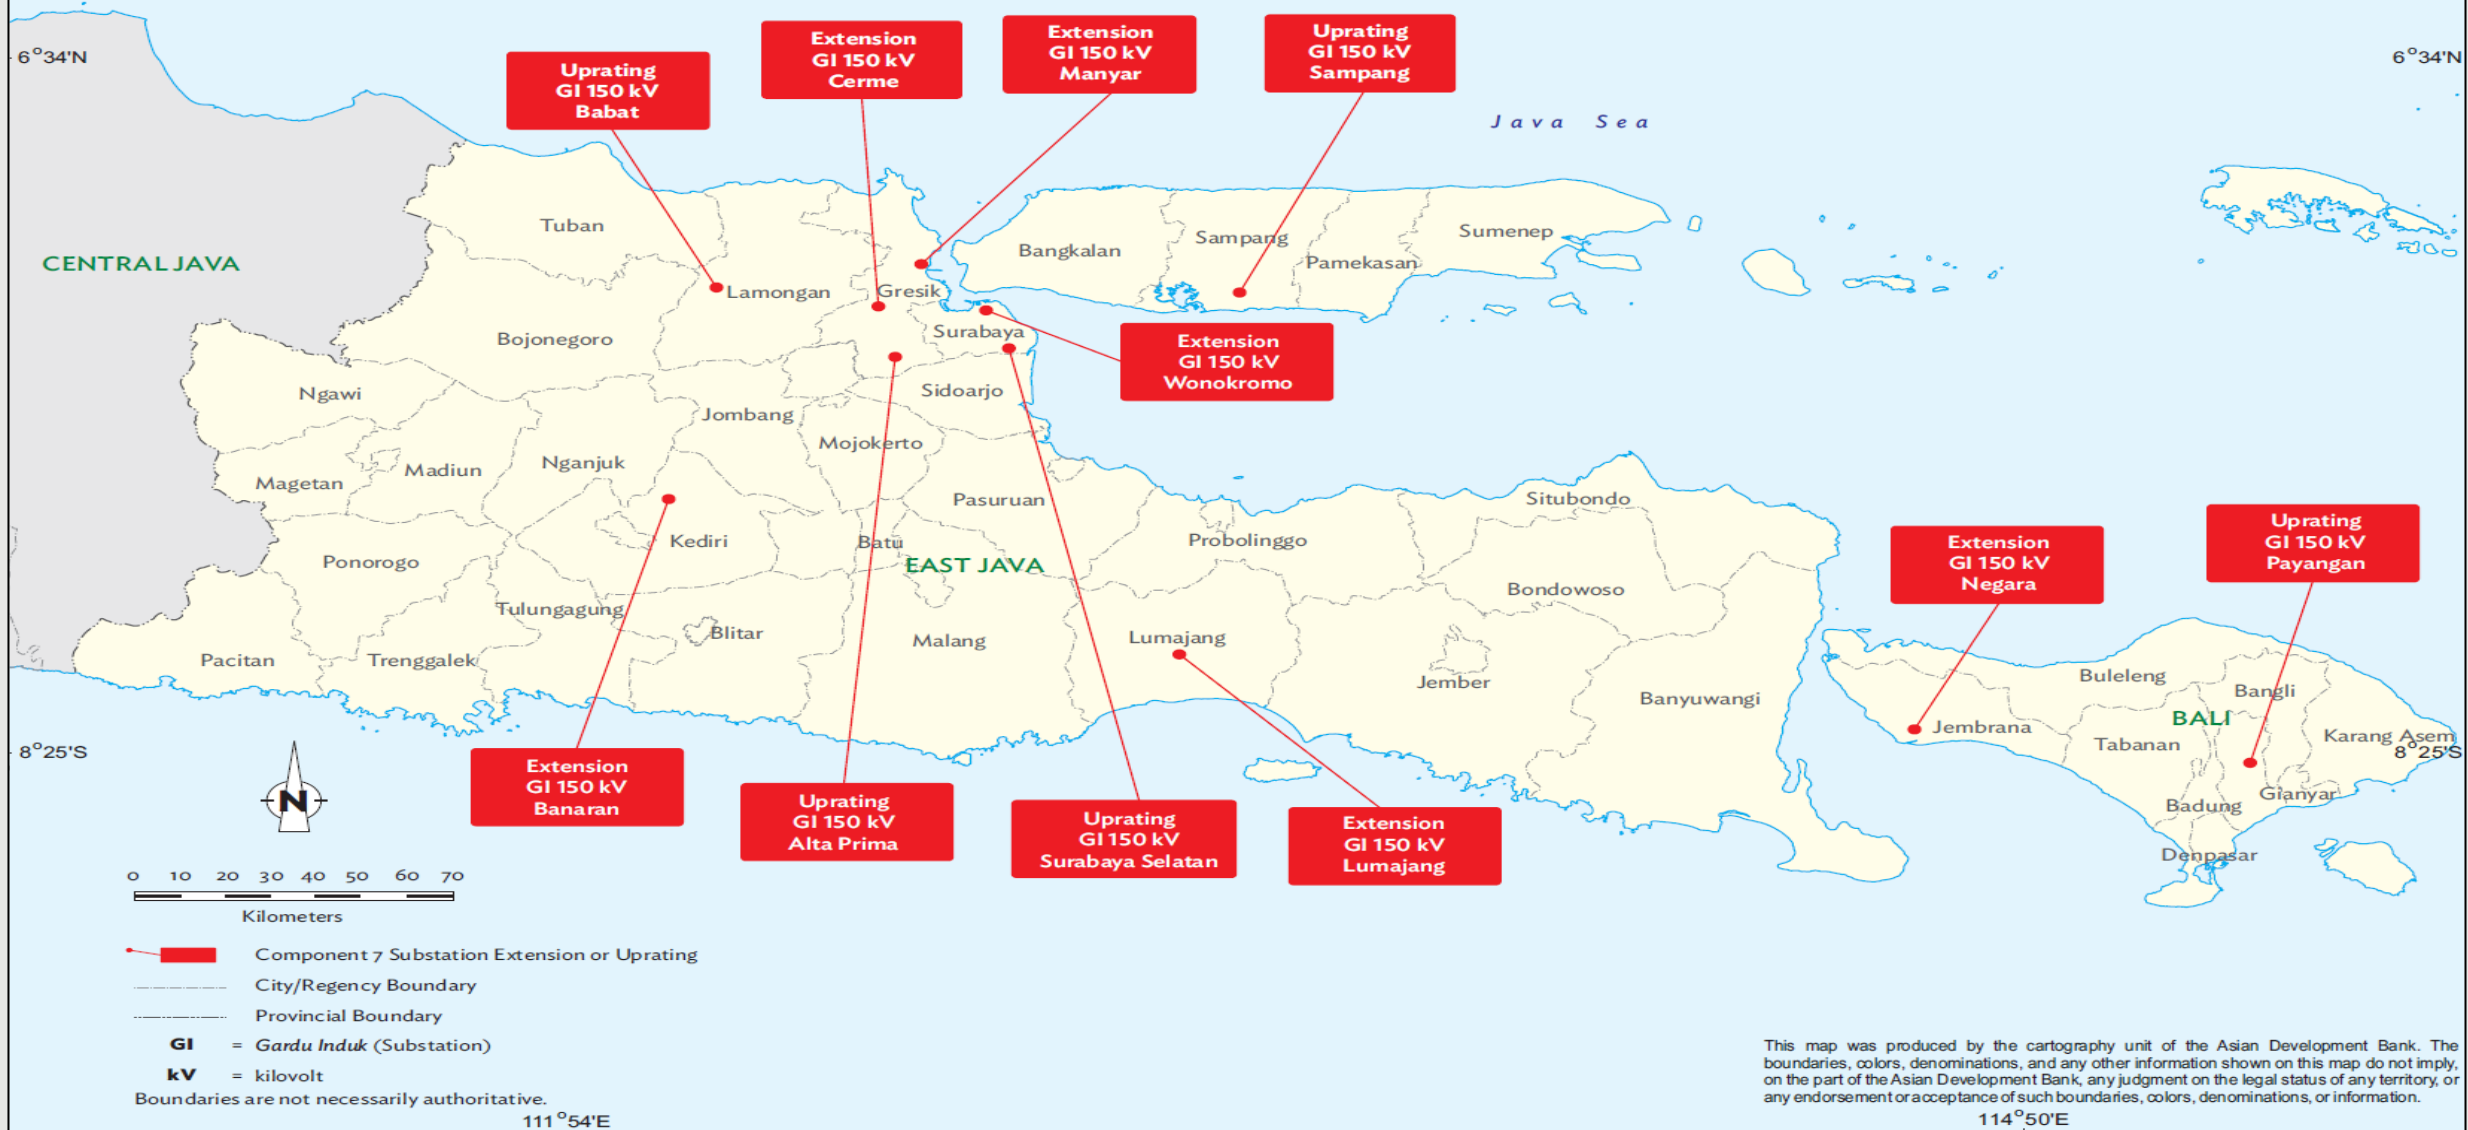 6°34'N
6°34'N
Uprating
GI 150 kV
Babat
Extension
GI 150 kV
Cerme
Extension
GI 150 kV
Manyar
Uprating
GI 150 kV
Sampang
Java Sea
CENTRAL JAVA
Tuban
Lamongan
Gresik
Bangkalan
Sampang
Pamekasan
Sumenep
Bojonegoro
Surabaya
Extension
GI 150 kV
Wonokromo
Ngawi
Jombang
Sidoarjo
Mojokerto
Magetan
Madiun
Nganjuk
Pasuruan
Situbondo
Ponorogo
Kediri
Batu
EAST JAVA
Probolinggo
Bondowoso
Extension
GI 150 kV
Negara
Uprating
GI 150 kV
Payangan
Pacitan
Trenggalek
Tulungagung
Blitar
Malang
Lumajang
Jember
Banyuwangi
Buleleng
Bangli
BALI
Jembrana
Tabanan
Karang Asem
8°25'S
8°25'S
Badung
Gianyar
Denpasar
Extension
GI 150 kV
Banaran
Uprating
GI 150 kV
Alta Prima
Uprating
GI 150 kV
Surabaya Selatan
Extension
GI 150 kV
Lumajang
N
0 10 20 30 40 50 60 70
Kilometers
Component 7 Substation Extension or Uprating
City/Regency Boundary
Provincial Boundary
GI = Gardu Induk (Substation)
kV = kilovolt
Boundaries are not necessarily authoritative.
111°54'E
This map was produced by the cartography unit of the Asian Development Bank. The
boundaries, colors, denominations, and any other information shown on this map do not imply,
on the part of the Asian Development Bank, any judgment on the legal status of any territory, or
any endorsement or acceptance of such boundaries, colors, denominations, or information.
114°50'E